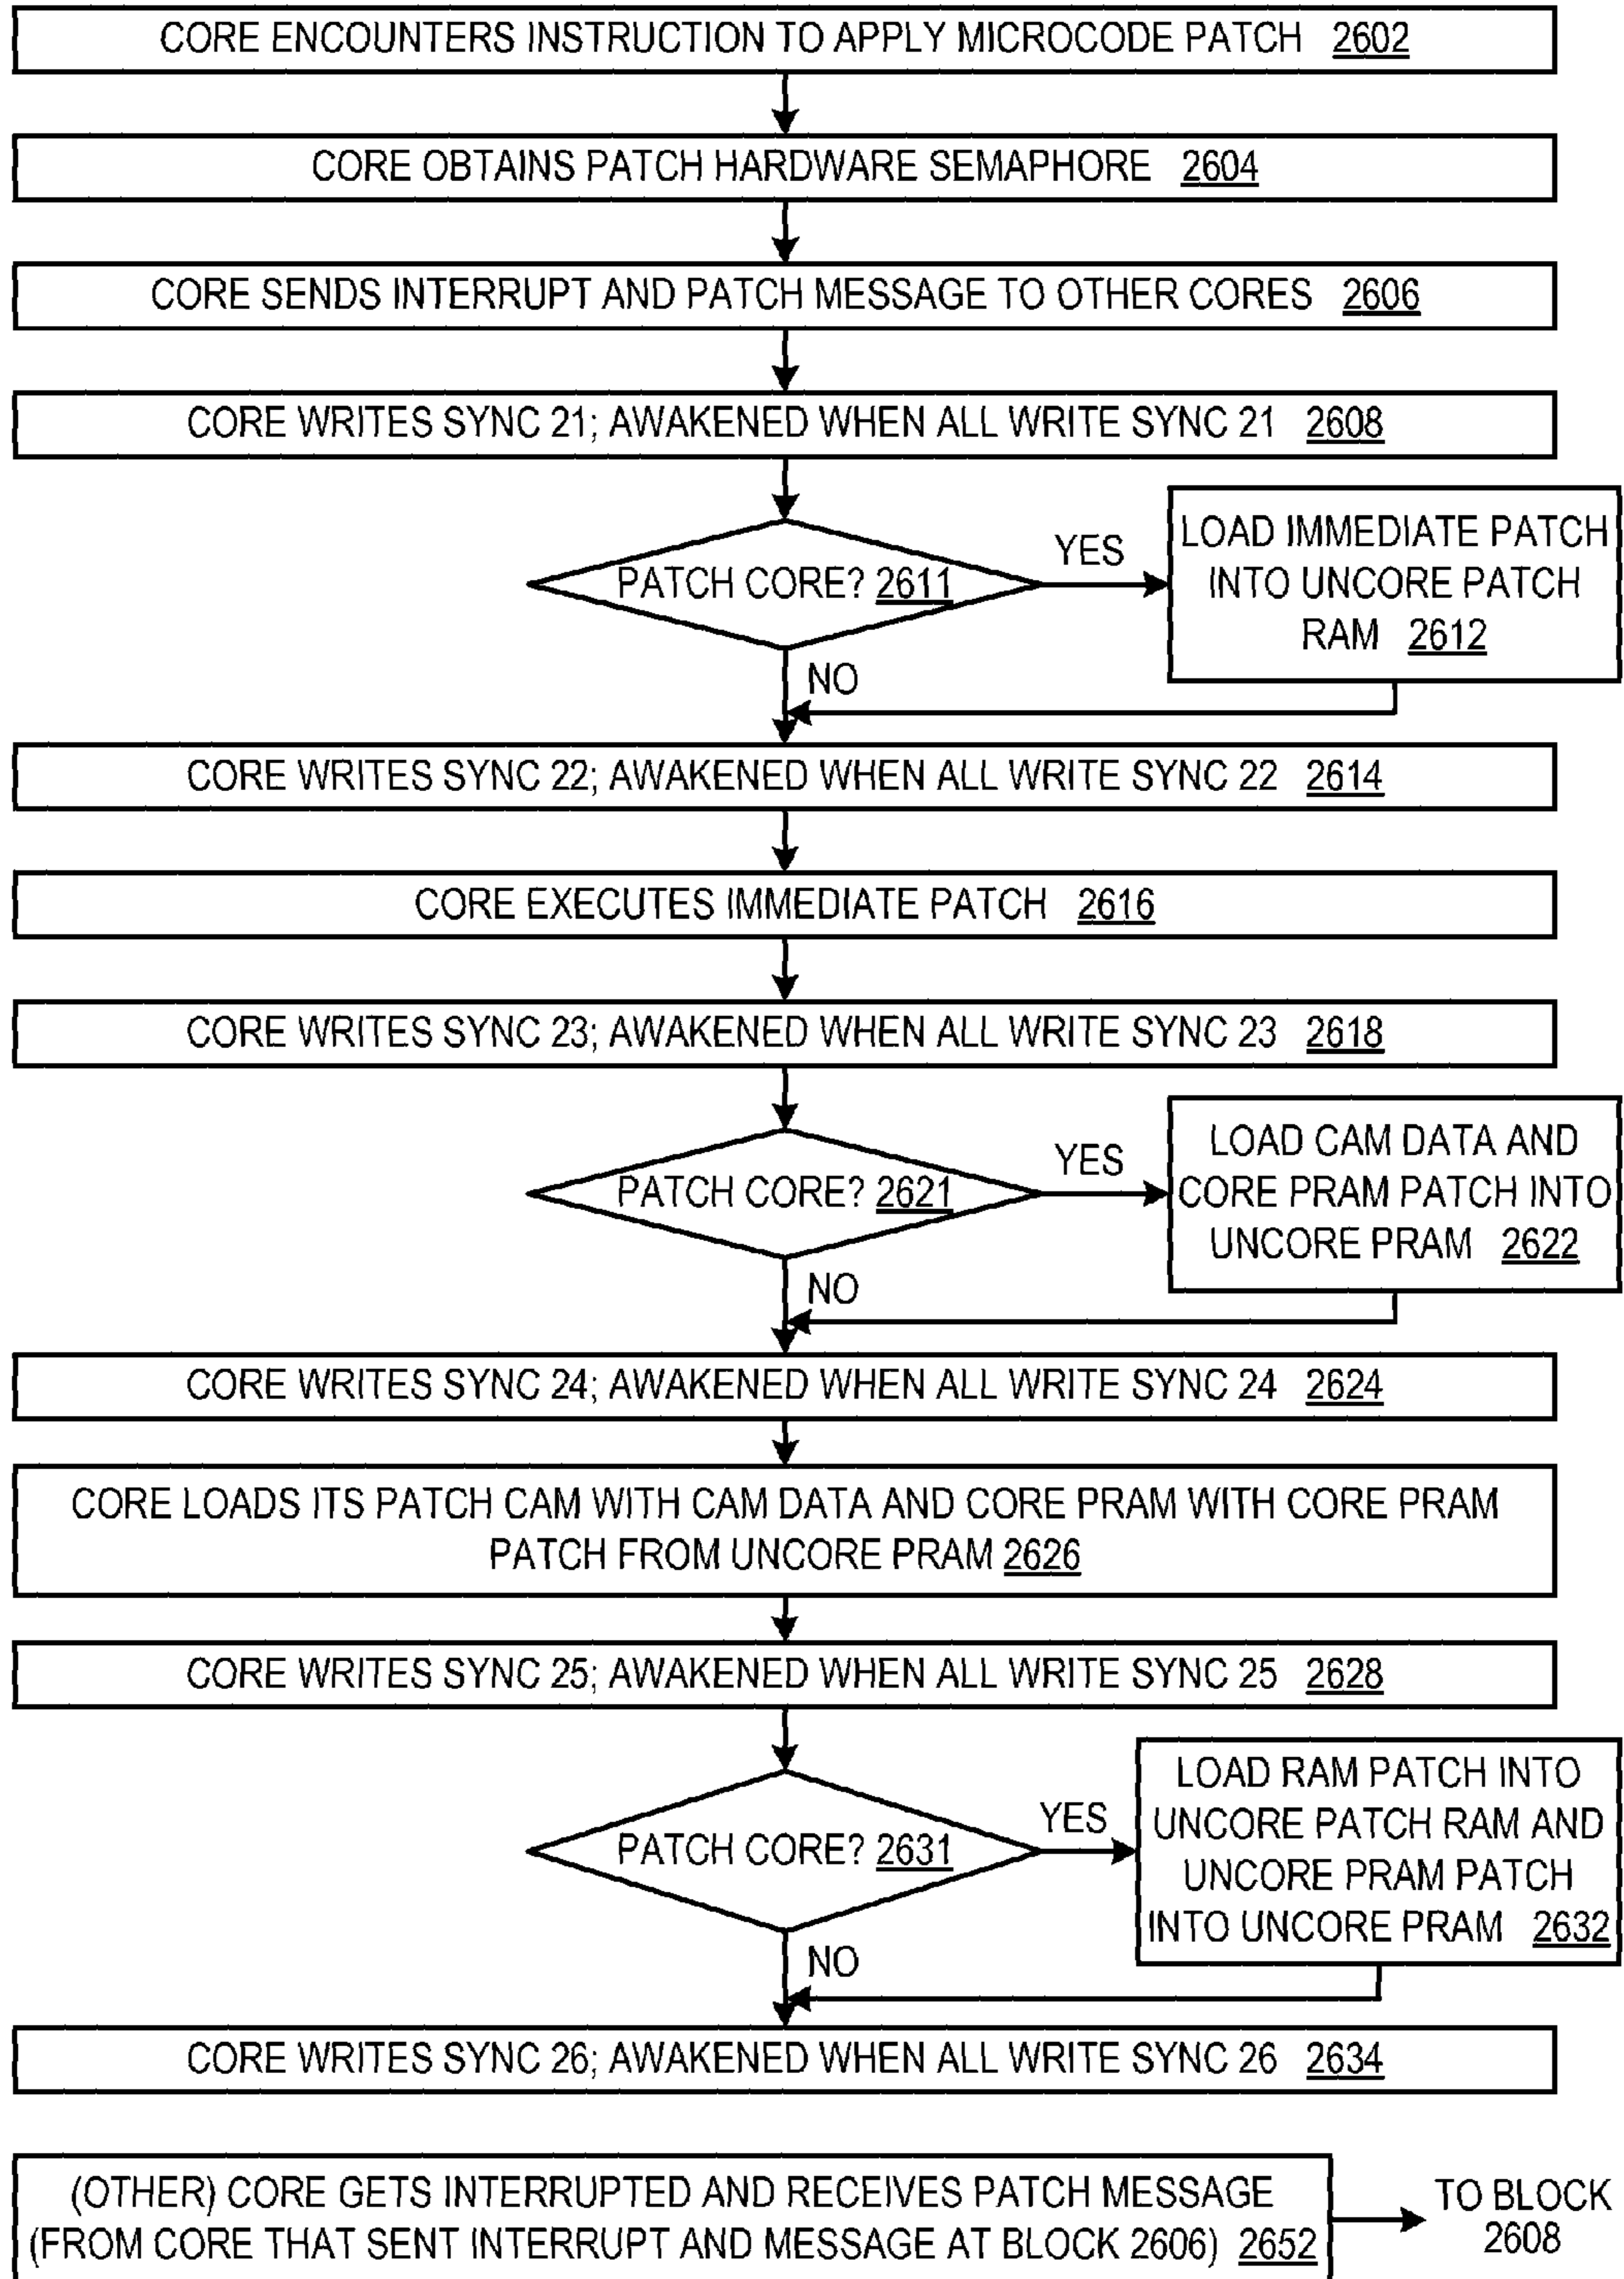 CORE ENCOUNTERS INSTRUCTION TO APPLY MICROCODE PATCH 2602
CORE OBTAINS PATCH HARDWARE SEMAPHORE 2604
CORE SENDS INTERRUPT AND PATCH MESSAGE TO OTHER CORES 2606
CORE WRITES SYNC 21; AWAKENED WHEN ALL WRITE SYNC 21 2608
PATCH CORE? 2611
YES
LOAD IMMEDIATE PATCH
INTO UNCORE PATCH
RAM 2612
NO
CORE WRITES SYNC 22; AWAKENED WHEN ALL WRITE SYNC 22 2614
CORE EXECUTES IMMEDIATE PATCH 2616
CORE WRITES SYNC 23; AWAKENED WHEN ALL WRITE SYNC 23 2618
PATCH CORE? 2621
YES
LOAD CAM DATA AND
CORE PRAM PATCH INTO
UNCORE PRAM 2622
NO
CORE WRITES SYNC 24; AWAKENED WHEN ALL WRITE SYNC 24 2624
CORE LOADS ITS PATCH CAM WITH CAM DATA AND CORE PRAM WITH CORE PRAM
PATCH FROM UNCORE PRAM 2626
CORE WRITES SYNC 25; AWAKENED WHEN ALL WRITE SYNC 25 2628
PATCH CORE? 2631
YES
LOAD RAM PATCH INTO
UNCORE PATCH RAM AND
UNCORE PRAM PATCH
INTO UNCORE PRAM 2632
NO
CORE WRITES SYNC 26; AWAKENED WHEN ALL WRITE SYNC 26 2634
(OTHER) CORE GETS INTERRUPTED AND RECEIVES PATCH MESSAGE
(FROM CORE THAT SENT INTERRUPT AND MESSAGE AT BLOCK 2606) 2652
TO BLOCK
2608